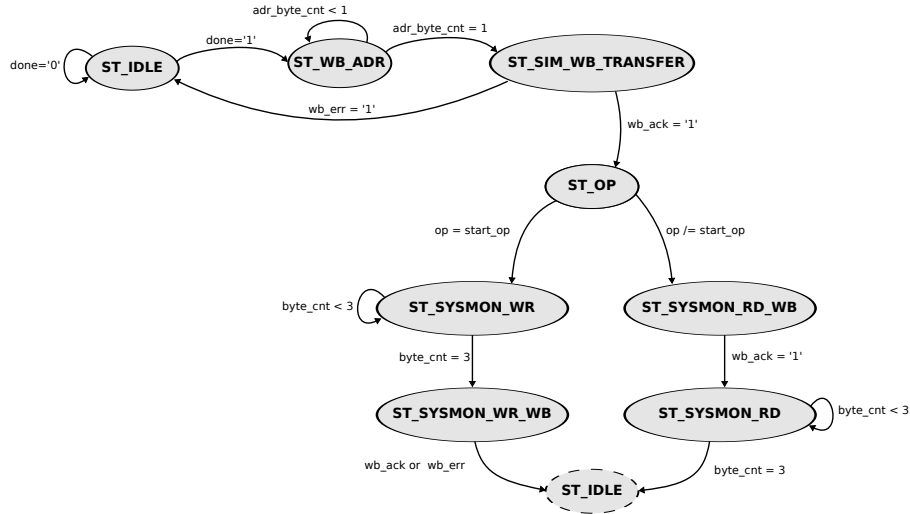 adr_byte_cnt < 1
adr_byte_cnt = 1
done='1'
done='0'
ST_IDLE
ST_WB_ADR
ST_SIM_WB_TRANSFER
wb_err = '1'
wb_ack = '1'
ST_OP
op = start_op
op /= start_op
byte_cnt < 3
ST_SYSMON_WR
ST_SYSMON_RD_WB
byte_cnt = 3
wb_ack = '1'
ST_SYSMON_WR_WB
ST_SYSMON_RD
byte_cnt < 3
wb_ack or wb_err
byte_cnt = 3
ST_IDLE